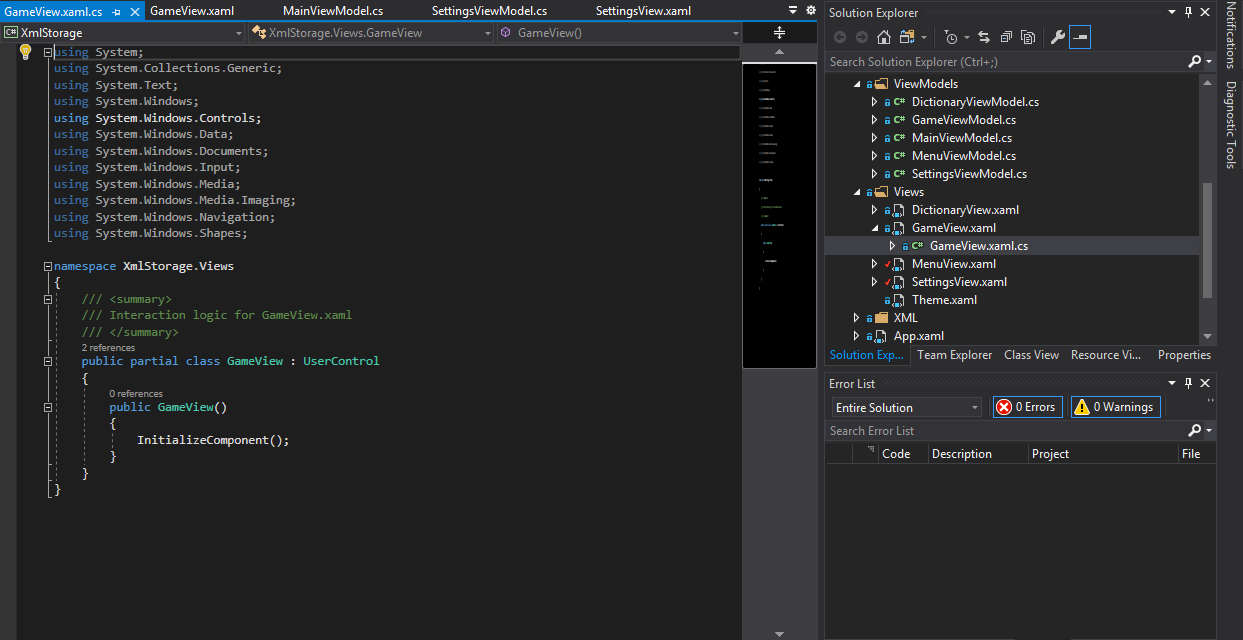 GameView.xaml.cs
GameView.xaml
MainViewModel.cs
SettingsViewModel.cs
SettingsView.xaml
XmlStorage
XmlStorage.Views.GameView
GameView()
using System;
using System.Collections.Generic;
using System.Text;
using System.Windows;
using System.Windows.Controls;
using System.Windows.Data;
using System.Windows.Documents;
using System.Windows.Input;
using System.Windows.Media;
using System.Windows.Media.Imaging;
using System.Windows.Navigation;
using System.Windows.Shapes;
namespace XmlStorage.Views
{
/// <summary>
/// Interaction logic for GameView.xaml
/// </summary>
2 references
public partial class GameView : UserControl
{
0 references
public GameView()
{
InitializeComponent();
}
}
}
Solution Explorer
Search Solution Explorer (Ctrl+;)
ViewModels
C# DictionaryViewModel.cs
C# GameViewModel.cs
C# MainViewModel.cs
C# MenuViewModel.cs
C# SettingsViewModel.cs
Views
DictionaryView.xaml
GameView.xaml
C# GameView.xaml.cs
MenuView.xaml
SettingsView.xaml
Theme.xaml
XML
App.xaml
Solution Exp...
Team Explorer
Class View
Resource Vi...
Properties
Error List
Entire Solution
0 Errors
0 Warnings
Search Error List
Code
Description
Project
File
Notifications
Diagnostic Tools